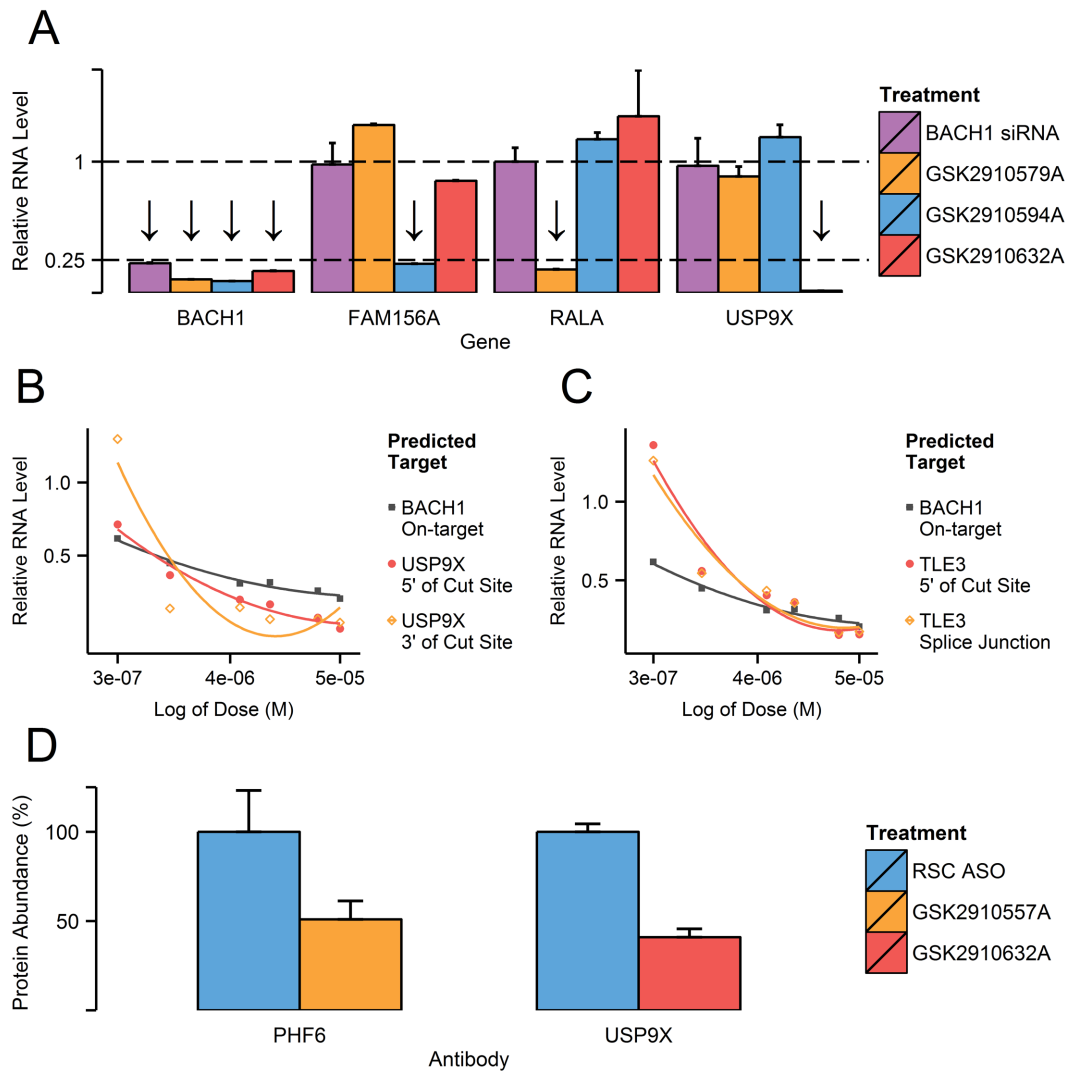 A
Relative RNA Level
1
0.25
BACH1
FAM156A
RALA
USP9X
Gene
Treatment
BACH1 siRNA
GSK2910579A
GSK2910594A
GSK2910632A
B
Relative RNA Level
1.0
0.5
3e-07
4e-06
5e-05
Log of Dose (M)
Predicted
Target
BACH1
On-target
USP9X
5' of Cut Site
USP9X
3' of Cut Site
C
Relative RNA Level
1.0
0.5
3e-07
4e-06
5e-05
Log of Dose (M)
Predicted
Target
BACH1
On-target
TLE3
5' of Cut Site
TLE3
Splice Junction
D
Protein Abundance (%)
100
50
PHF6
USP9X
Antibody
Treatment
RSC ASO
GSK2910557A
GSK2910632A